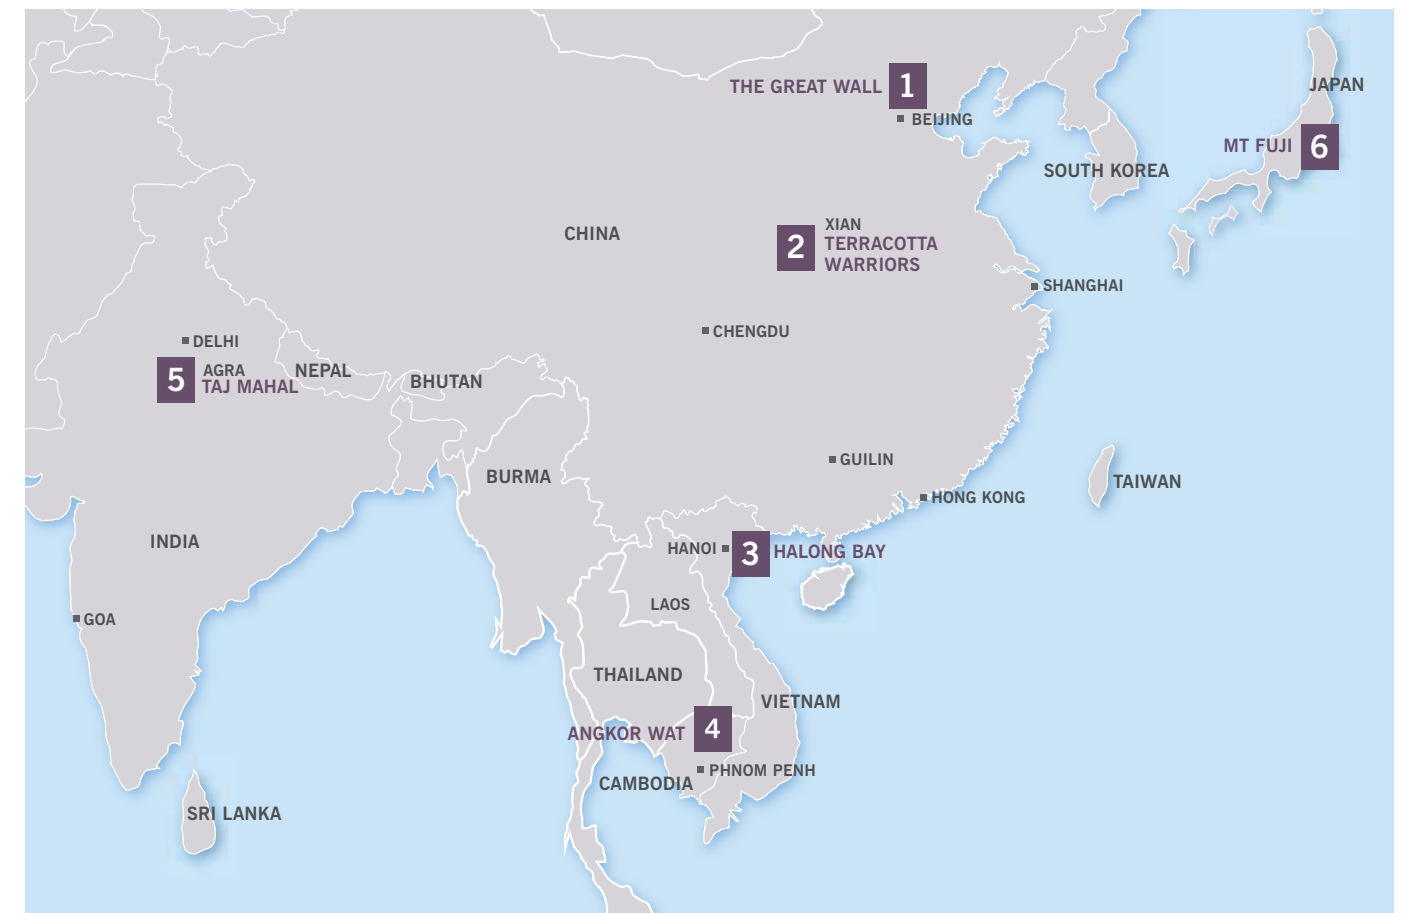 THE GREAT WALL 1
JAPAN
BEIJING
MT FUJI 6
SOUTH KOREA
XIAN
2 TERRACOTTA
WARRIORS
CHINA
SHANGHAI
CHENGDU
DELHI
5 AGRA
TAJ MAHAL
NEPAL
BHUTAN
GUILIN
BURMA
TAIWAN
HONG KONG
INDIA
HANOI 3 HALONG BAY
LAOS
GOA
THAILAND
VIETNAM
ANGKOR WAT 4
PHNOM PENH
CAMBODIA
SRI LANKA